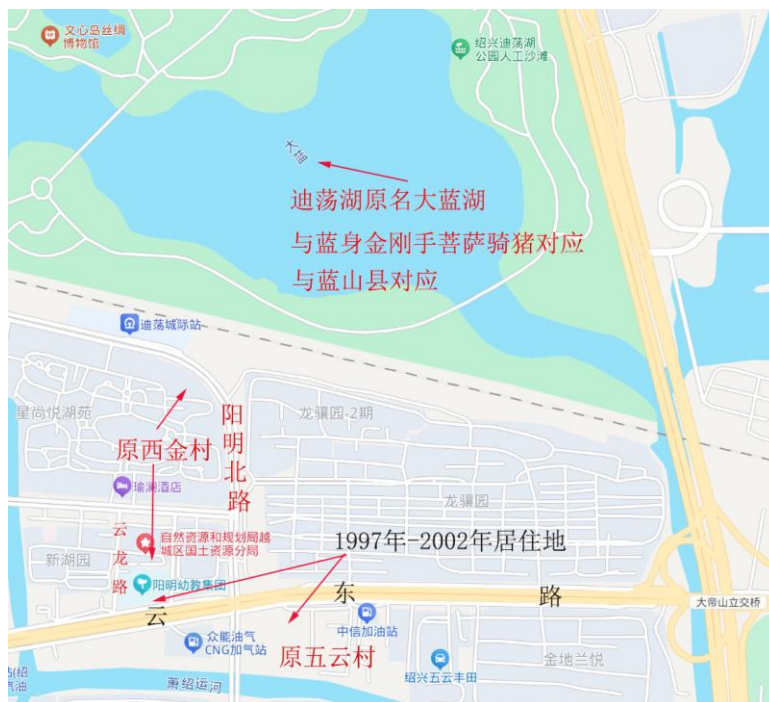 文心岛丝绸
博物馆
绍兴迪荡湖
公园人工沙滩
大蓝
迪荡湖原名大蓝湖
与蓝身金刚手菩萨骑猪对应
与蓝山县对应
迪荡城际站
星尚悦湖苑
阳明北路
龙骧园-2期
原西金村
瑜澜酒店
龙骧园
云龙路
自然资源和规划局越
城区国土资源分局
1997年-2002年居住地
新湖园
阳明幼教集团
云东路
大帝山立交桥
中信加油站
众能油气
CNG加气站
原五云村
金地兰悦
绍兴五云丰田
站(绍
气油
萧绍运河